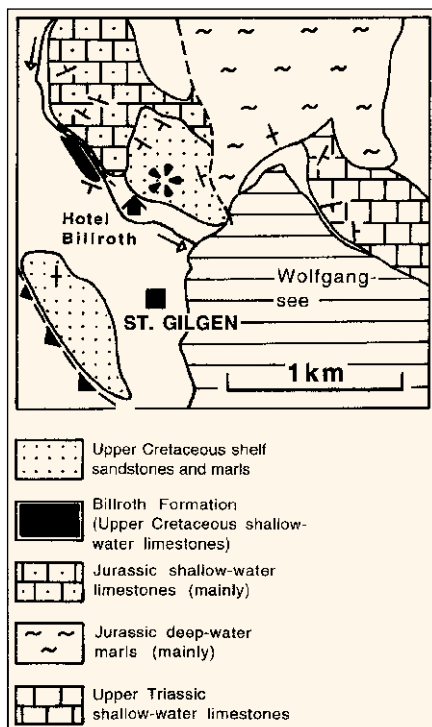 Hotel
Billroth
Wolfgang-
see
ST. GILGEN
1km
Upper Cretaceous shelf
sandstones and marls
Billroth Formation
(Upper Cretaceous shallow-
water limestones)
Jurassic shallow-water
limestones (mainly)
Jurassic deep-water
marls (mainly)
Upper Triassic
shallow-water limestones